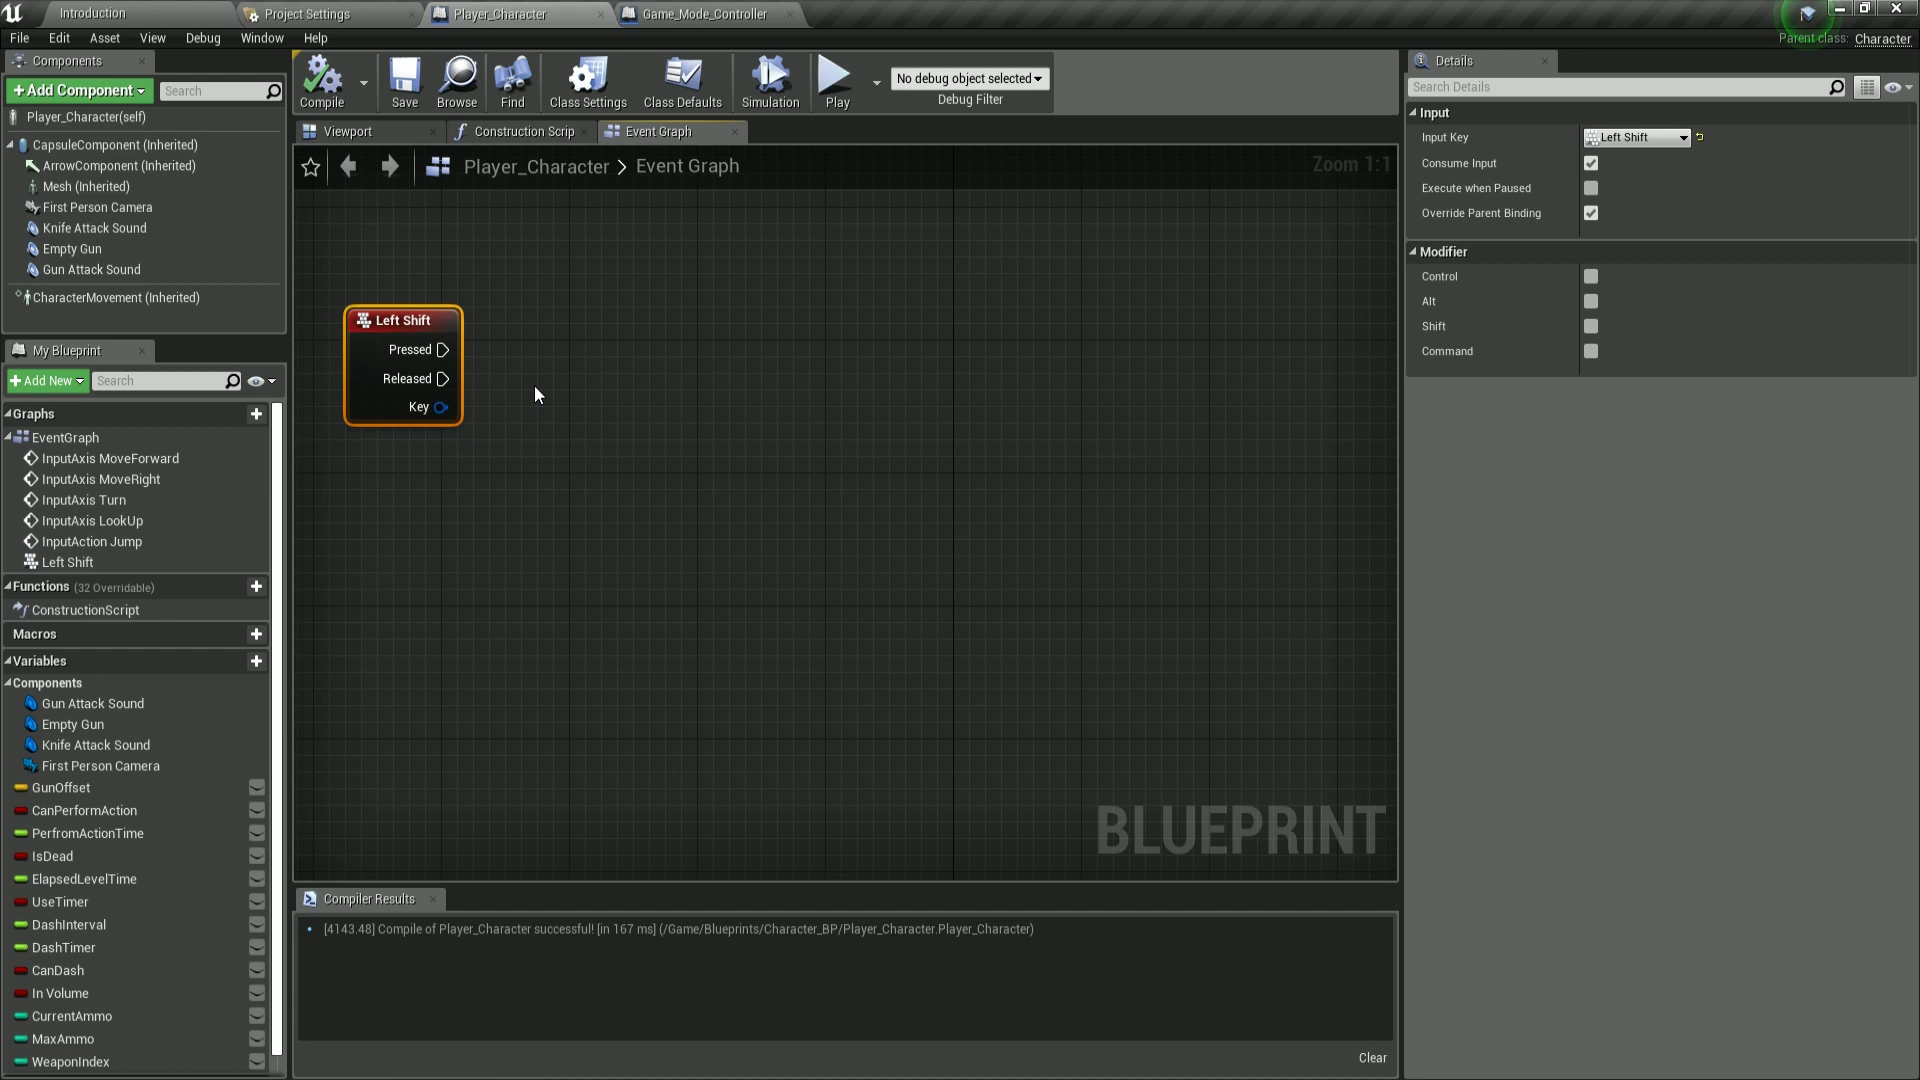 Introduction
Project Settings
Player_Character
Game_Mode_Controller
File
Edit
Asset
View
Debug
Window
Help
Parent class: Character
Components
+Add Component
Search
Player_Character(self)
CapsuleComponent (Inherited)
ArrowComponent (Inherited)
Mesh (Inherited)
First Person Camera
Knife Attack Sound
Empty Gun
Gun Attack Sound
CharacterMovement (Inherited)
My Blueprint
+Add New
Search
Graphs
EventGraph
InputAxis MoveForward
InputAxis MoveRight
InputAxis Turn
InputAxis LookUp
InputAction Jump
Left Shift
Functions (32 Overridable)
ConstructionScript
Macros
Variables
Components
Gun Attack Sound
Empty Gun
Knife Attack Sound
First Person Camera
GunOffset
CanPerformAction
PerfromActionTime
IsDead
ElapsedLevelTime
UseTimer
DashInterval
DashTimer
CanDash
In Volume
CurrentAmmo
MaxAmmo
WeaponIndex
Compile
Save
Browse
Find
Class Settings
Class Defaults
Simulation
Play
No debug object selected
Debug Filter
Viewport
Construction Scrip
Event Graph
Player_Character > Event Graph
Zoom 1:1
Left Shift
Pressed
Released
Key
BLUEPRINT
Compiler Results
[4143.48] Compile of Player_Character successful! [in 167 ms] (/Game/Blueprints/Character_BP/Player_Character.Player_Character)
Clear
Details
Search Details
Input
Input Key
Left Shift
Consume Input
Execute when Paused
Override Parent Binding
Modifier
Control
Alt
Shift
Command